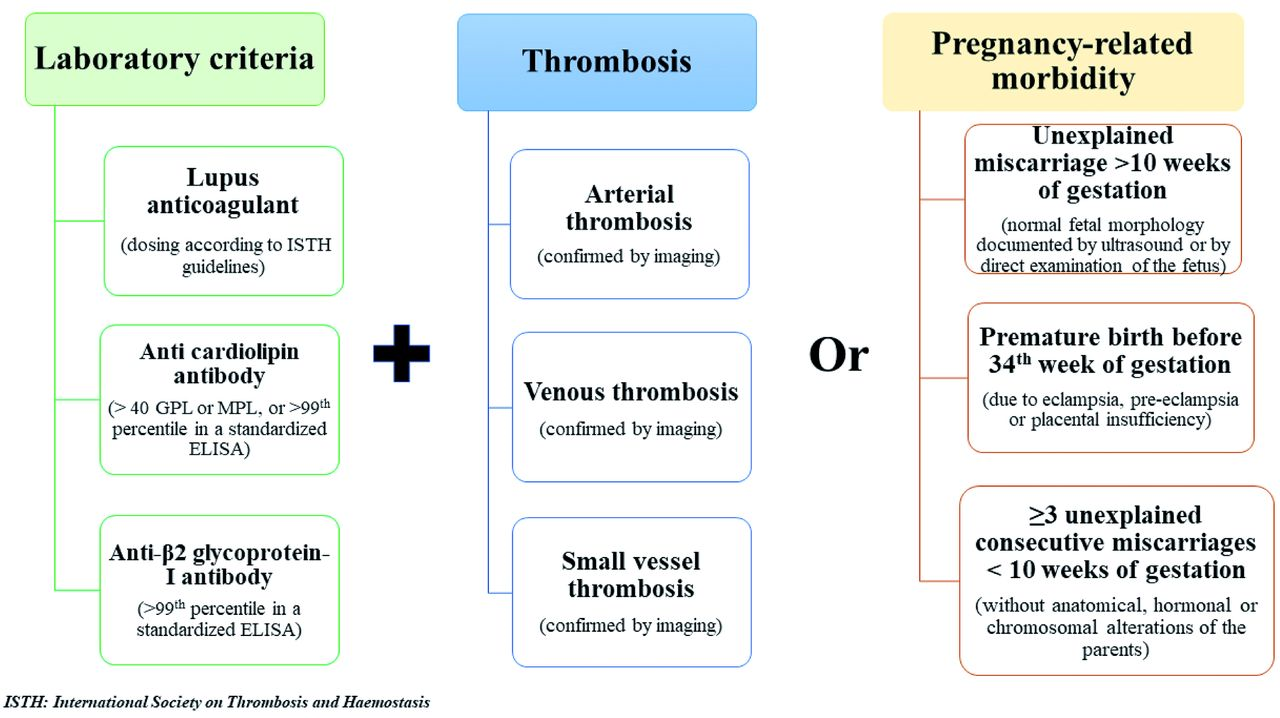 Laboratory criteria
Lupus
anticoagulant
(dosing according to ISTH
guidelines)
Anti cardiolipin
antibody
(> 40 GPL or MPL, or >99th
percentile in a standardized
ELISA)
Anti-β2 glycoprotein-
I antibody
(>99th percentile in a
standardized ELISA)
+
Thrombosis
Arterial
thrombosis
(confirmed by imaging)
Venous thrombosis
(confirmed by imaging)
Small vessel
thrombosis
(confirmed by imaging)
Or
Pregnancy-related
morbidity
Unexplained
miscarriage >10 weeks
of gestation
(normal fetal morphology
documented by ultrasound or by
direct examination of the fetus)
Premature birth before
34th week of gestation
(due to eclampsia, pre-eclampsia
or placental insufficiency)
≥3 unexplained
consecutive miscarriages
< 10 weeks of gestation
(without anatomical, hormonal or
chromosomal alterations of the
parents)
ISTH: International Society on Thrombosis and Haemostasis